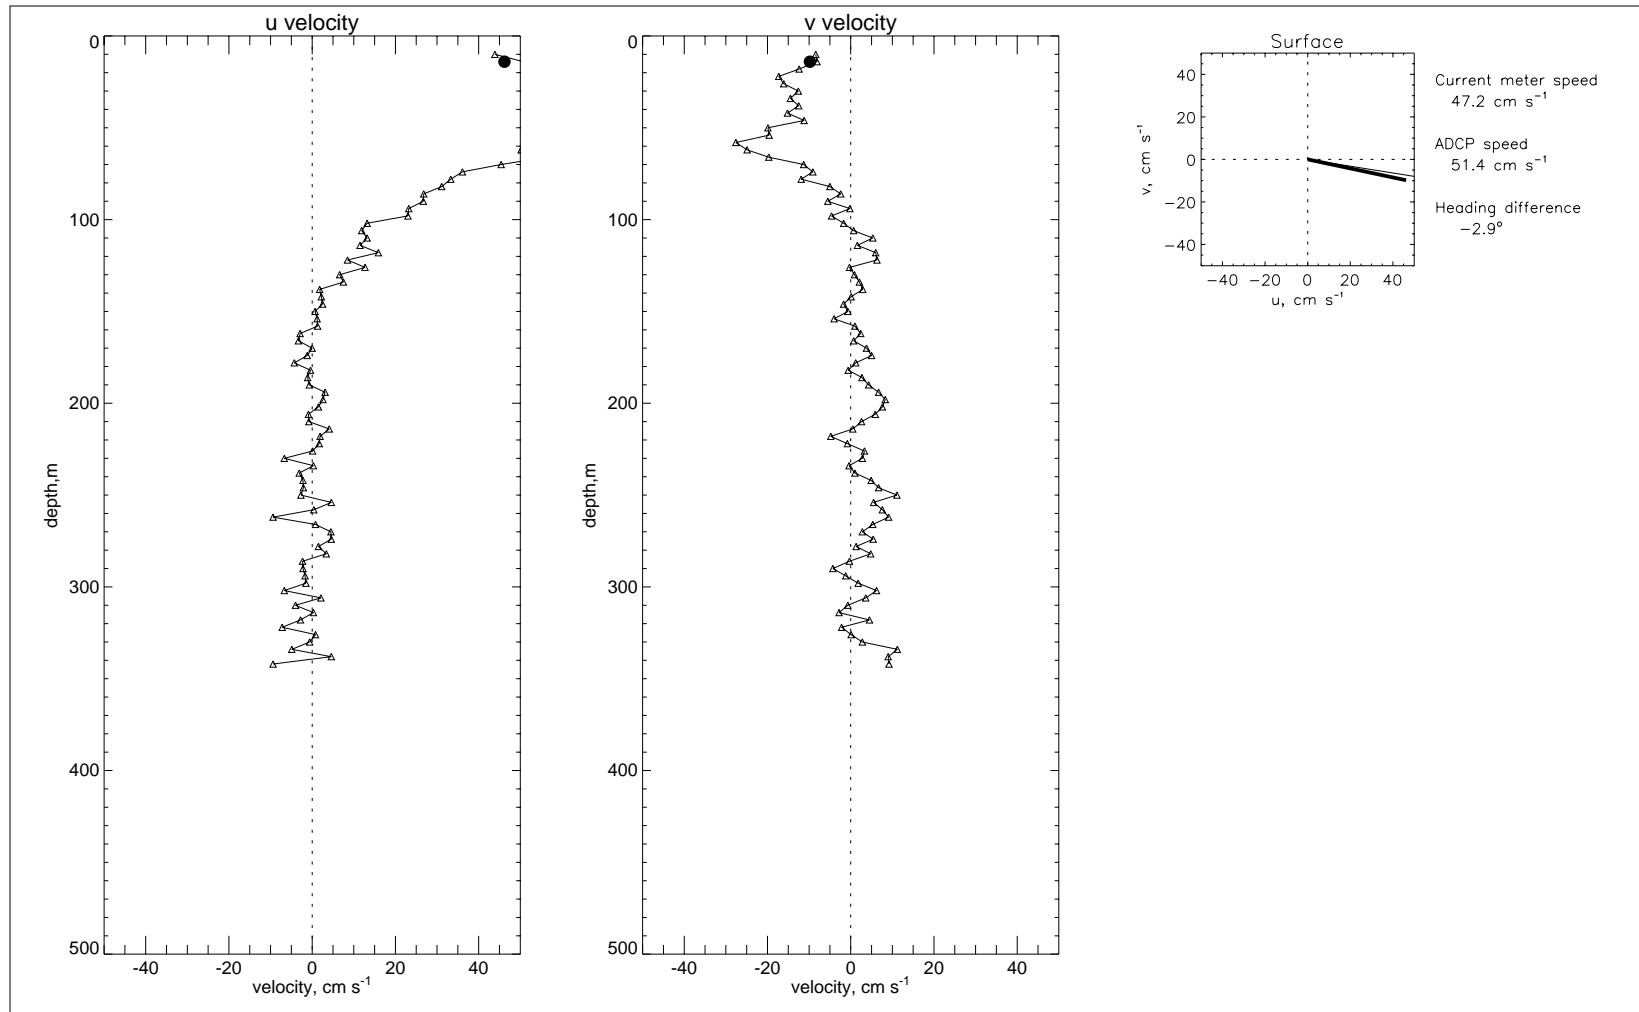 u velocity
0
100
200
300
400
500
depth,m
-40 -20 0 20 40
velocity, cm s⁻¹
v velocity
0
100
200
300
400
500
depth,m
-40 -20 0 20 40
velocity, cm s⁻¹
Surface
40
20
0
−20
−40
v, cm s⁻¹
−40 −20 0 20 40
u, cm s⁻¹
Current meter speed
47.2 cm s⁻¹
ADCP speed
51.4 cm s⁻¹
Heading difference
−2.9°